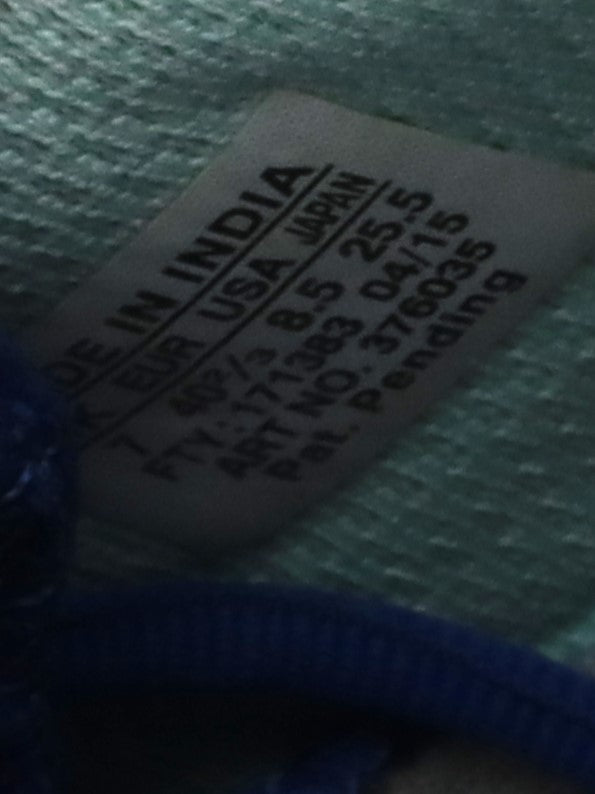 DE IN INDIA
K EUR USA JAPAN
7 40²/₃ 8.5 25.5
FTY.:171383 04/15
ART NO. 376035
Pat. Pending